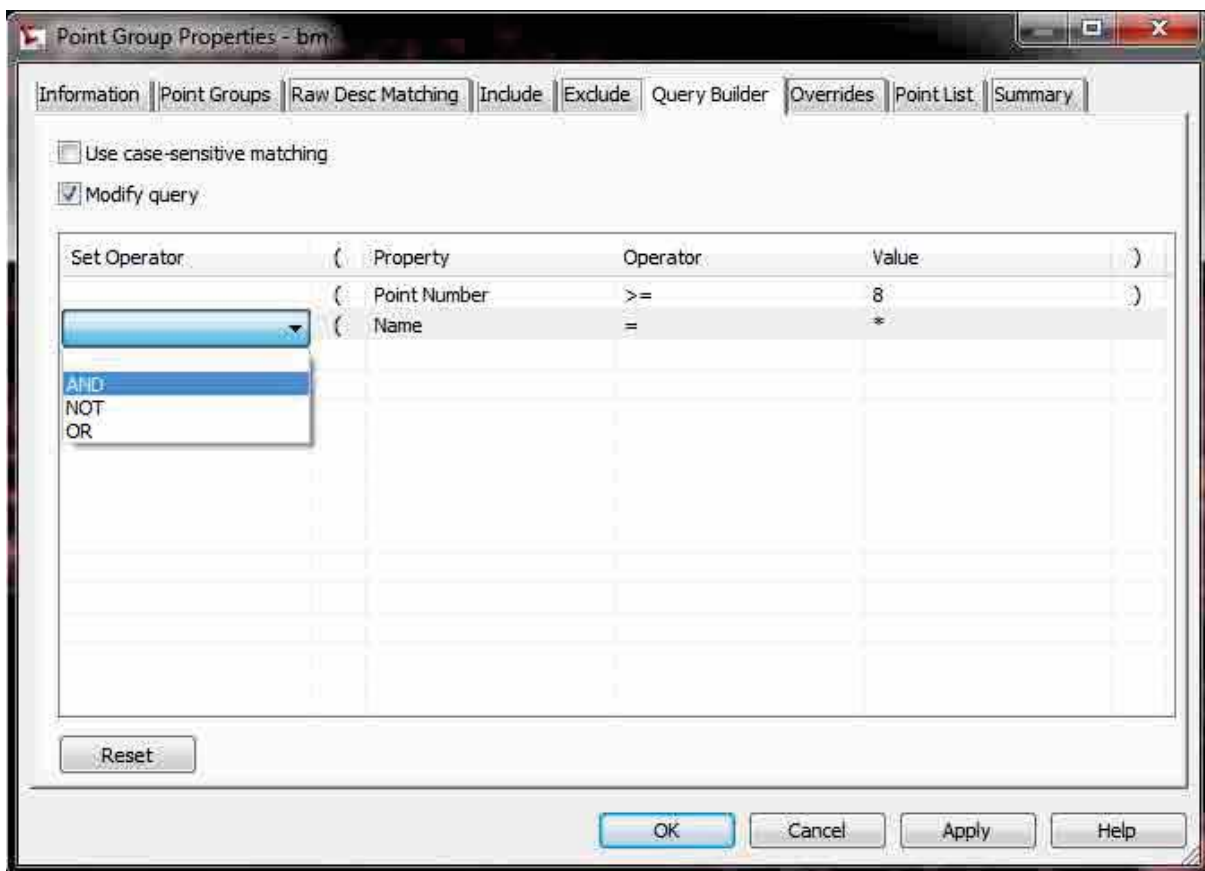 Point Group Properties - bm
Information Point Groups Raw Desc Matching Include Exclude Query Builder Overrides Point List Summary
Use case-sensitive matching
Modify query
Set Operator ( Property Operator Value )
( Point Number >= 8 )
( Name = *
AND
NOT
OR
Reset
OK Cancel Apply Help